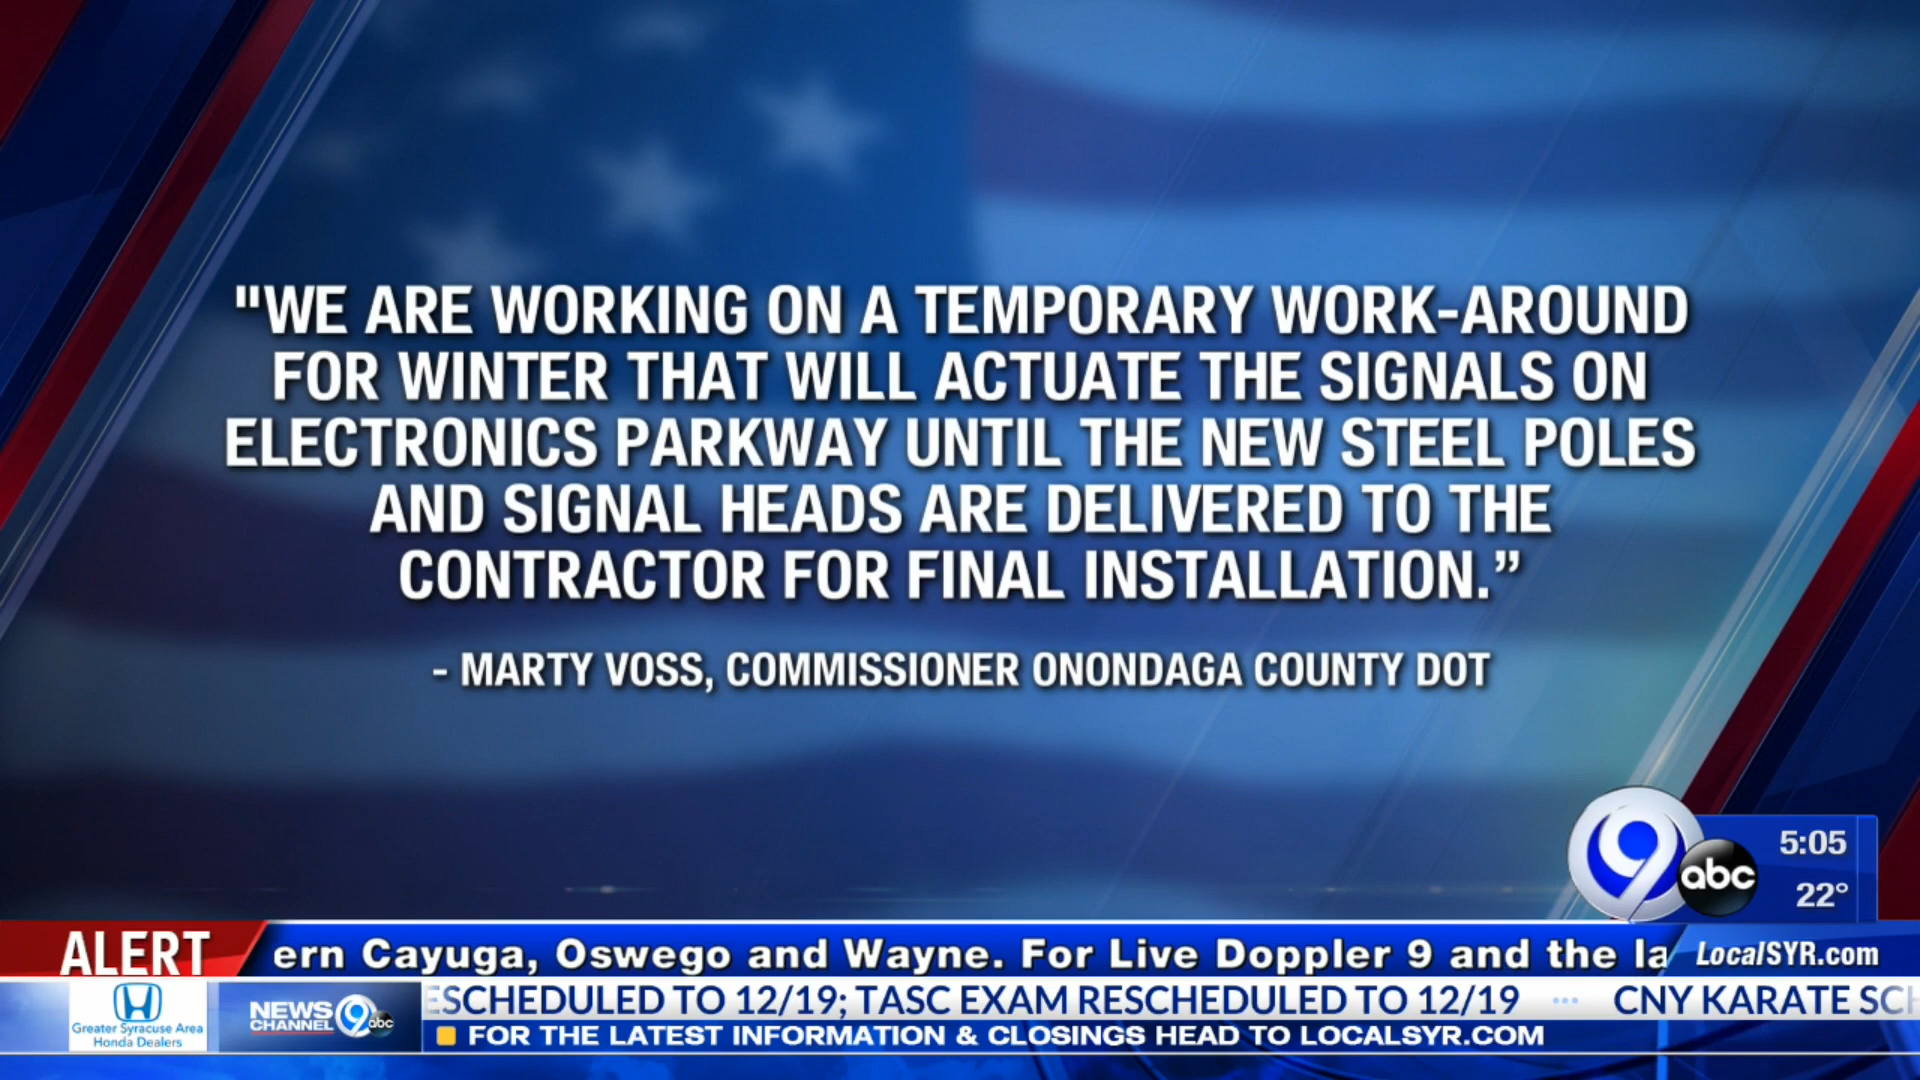 "WE ARE WORKING ON A TEMPORARY WORK-AROUND
FOR WINTER THAT WILL ACTUATE THE SIGNALS ON
ELECTRONICS PARKWAY UNTIL THE NEW STEEL POLES
AND SIGNAL HEADS ARE DELIVERED TO THE
CONTRACTOR FOR FINAL INSTALLATION.”
- MARTY VOSS, COMMISSIONER ONONDAGA COUNTY DOT
9 abc
5:05
22°
ALERT
ern Cayuga, Oswego and Wayne. For Live Doppler 9 and the la
LocalSYR.com
Greater Syracuse Area
Honda Dealers
NEWS
CHANNEL 9 abc
ESCHEDULED TO 12/19; TASC EXAM RESCHEDULED TO 12/19 ... CNY KARATE SCH
FOR THE LATEST INFORMATION & CLOSINGS HEAD TO LOCALSYR.COM